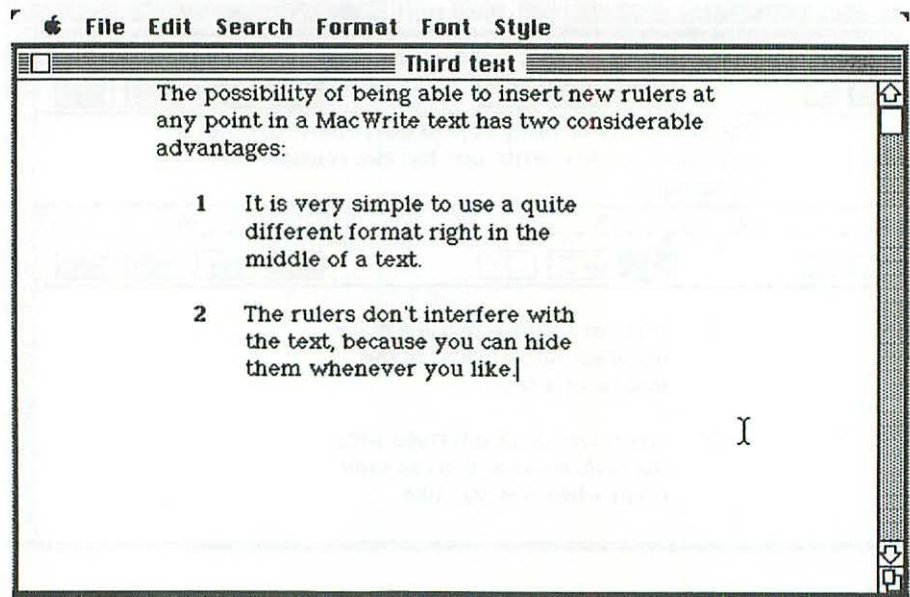 File Edit Search Format Font Style
Third text
The possibility of being able to insert new rulers at
any point in a MacWrite text has two considerable
advantages:
1 It is very simple to use a quite
different format right in the
middle of a text.
2 The rulers don't interfere with
the text, because you can hide
them whenever you like.